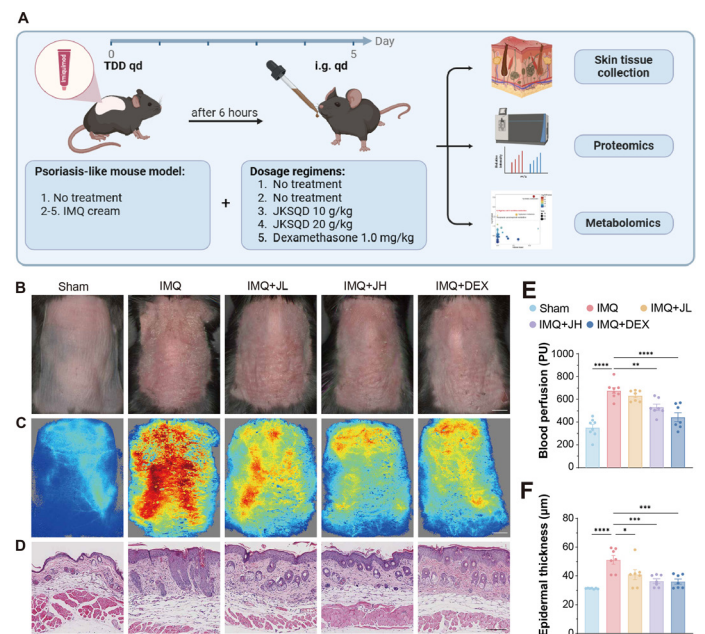 A
Imiquimod
0
5
Day
TDD qd
i.g. qd
after 6 hours
Psoriasis-like mouse model:
1. No treatment
2-5. IMQ cream
+
Dosage regimens:
1. No treatment
2. No treatment
3. JKSQD 10 g/kg
4. JKSQD 20 g/kg
5. Dexamethasone 1.0 mg/kg
Skin tissue
collection
Proteomics
m/z
Metabolomics
B
Sham
IMQ
IMQ+JL
IMQ+JH
IMQ+DEX
C
D
E
Sham
IMQ
IMQ+JL
IMQ+JH
IMQ+DEX
Blood perfusion (PU)
1000
800
600
400
200
0
****
****
**
F
Epidermal thickness (μm)
80
60
40
20
0
****
***
***
*